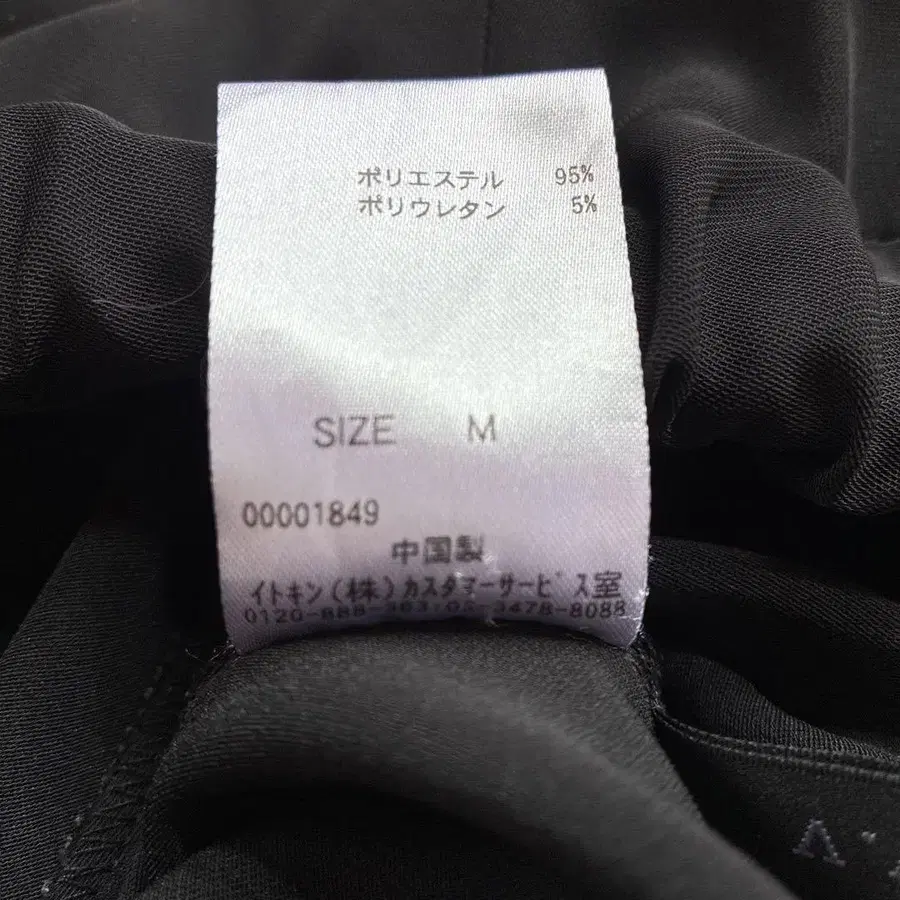 ポリエステル 95%
ポリウレタン 5%
SIZE M
00001849
中国製
イトキン(株)カスタマーサービス室
0120-888-363・03-3478-8088